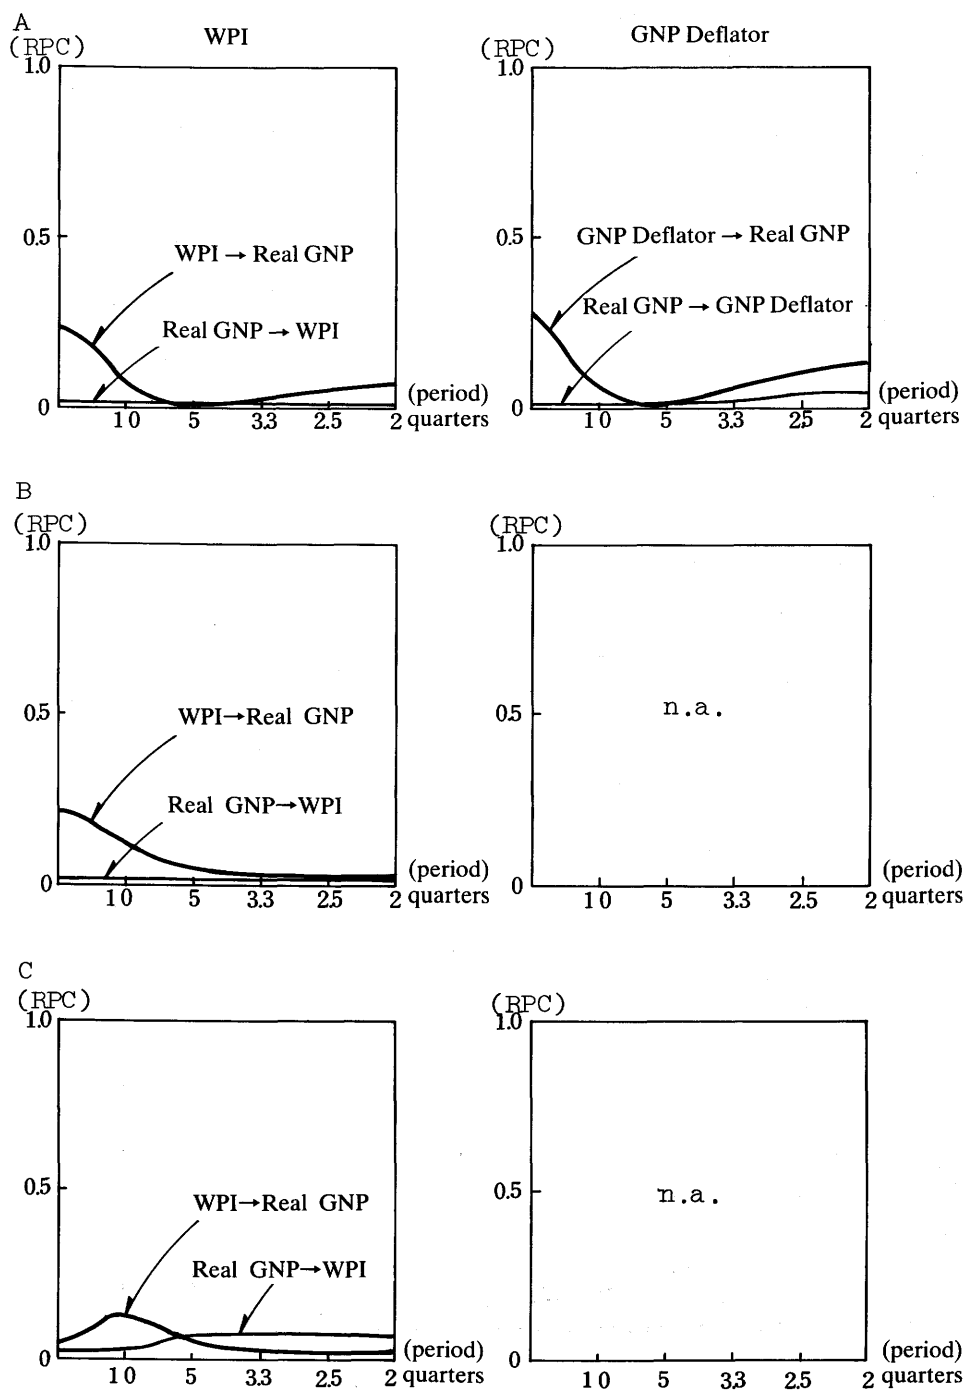 A
(RPC)
WPI
1.0
0.5
WPI → Real GNP
Real GNP → WPI
0
10
5
3.3
2.5
2
(period)
quarters
(RPC)
GNP Deflator
1.0
0.5
GNP Deflator → Real GNP
Real GNP → GNP Deflator
0
10
5
3.3
2.5
2
(period)
quarters
B
(RPC)
1.0
0.5
WPI→Real GNP
Real GNP→WPI
0
10
5
3.3
2.5
2
(period)
quarters
(RPC)
1.0
0.5
n.a.
0
10
5
3.3
2.5
2
(period)
quarters
C
(RPC)
1.0
0.5
WPI→Real GNP
Real GNP→WPI
0
10
5
3.3
2.5
2
(period)
quarters
(RPC)
1.0
0.5
n.a.
0
10
5
3.3
2.5
2
(period)
quarters